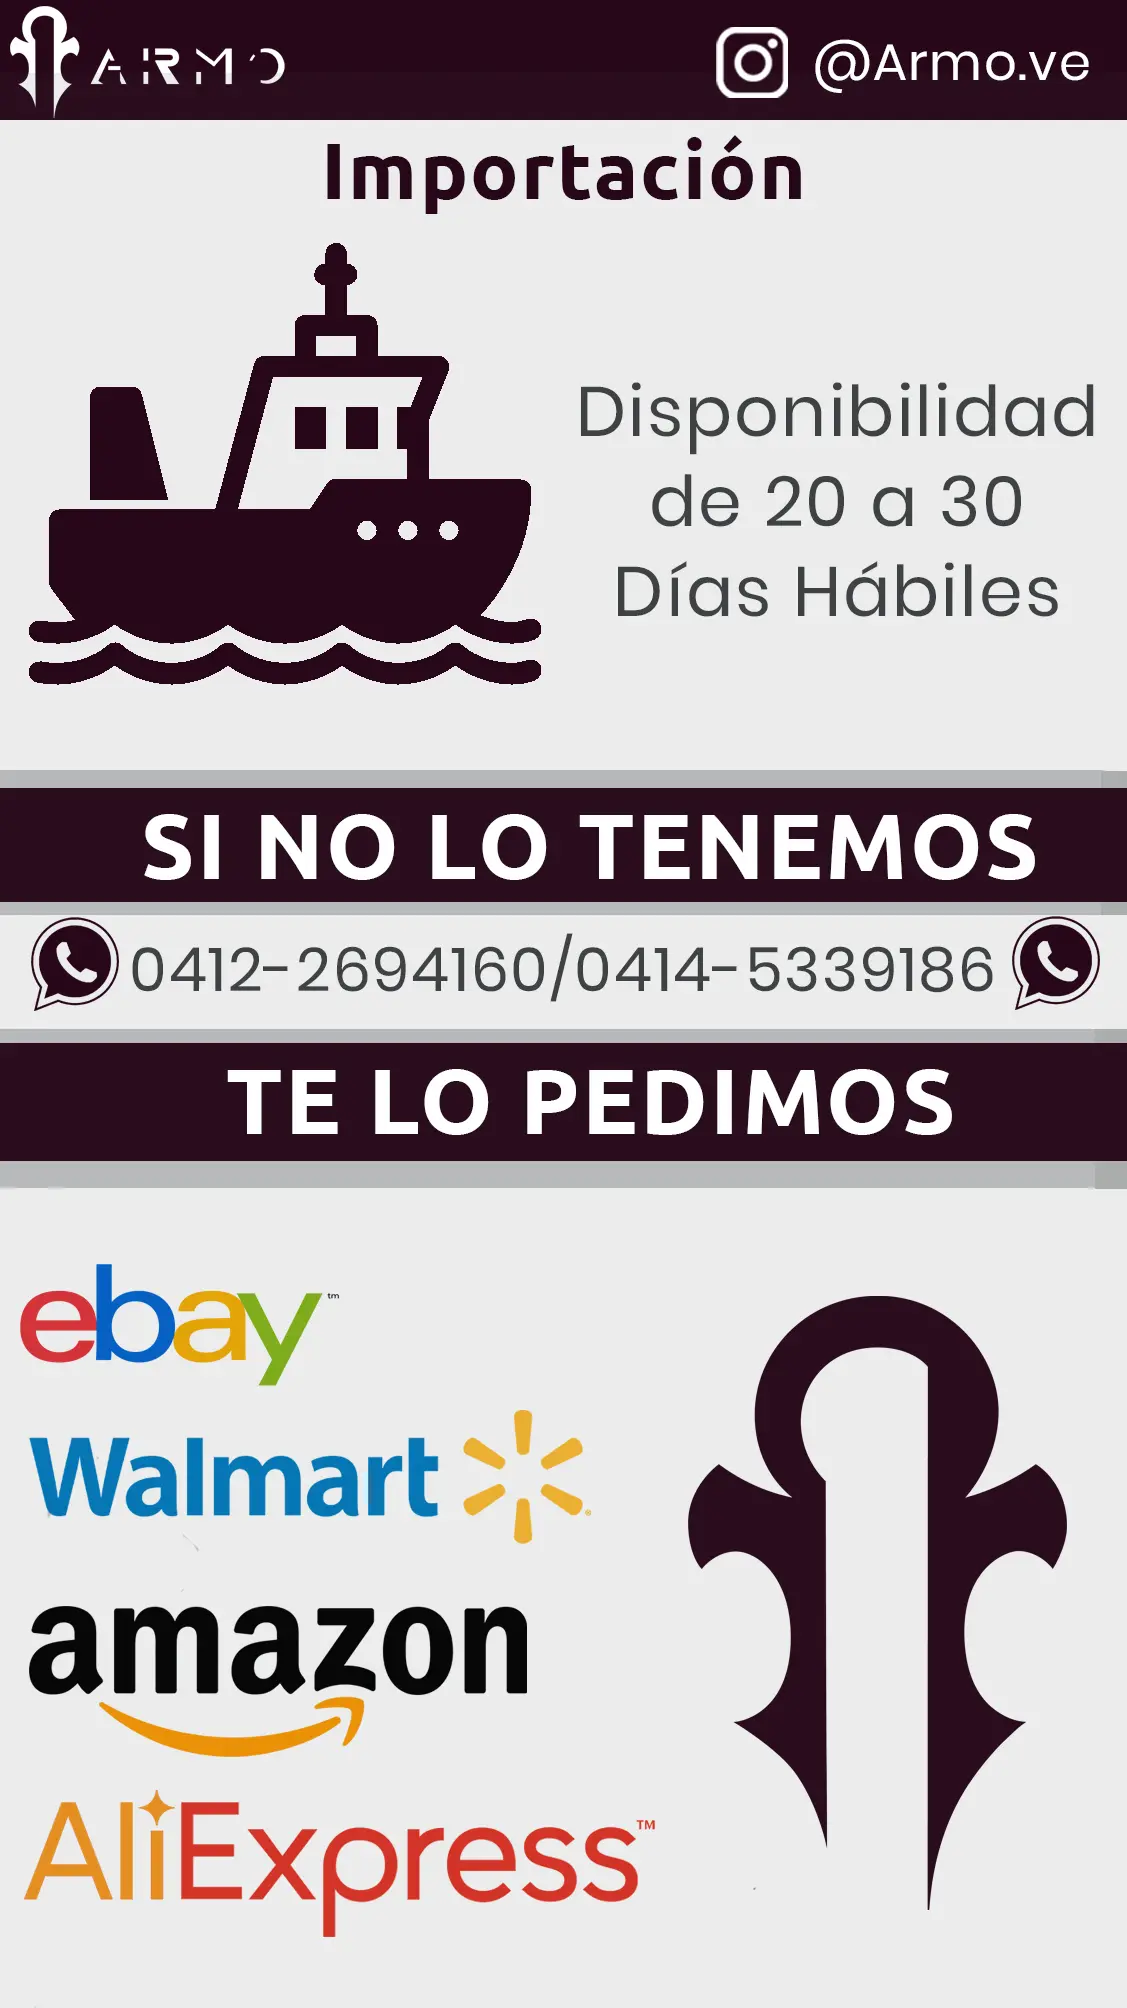 ARMO
@Armo.ve
Importación
Disponibilidad
de 20 a 30
Días Hábiles
SI NO LO TENEMOS
0412-2694160/0414-5339186
TE LO PEDIMOS
ebay™
Walmart
amazon
AliExpress™